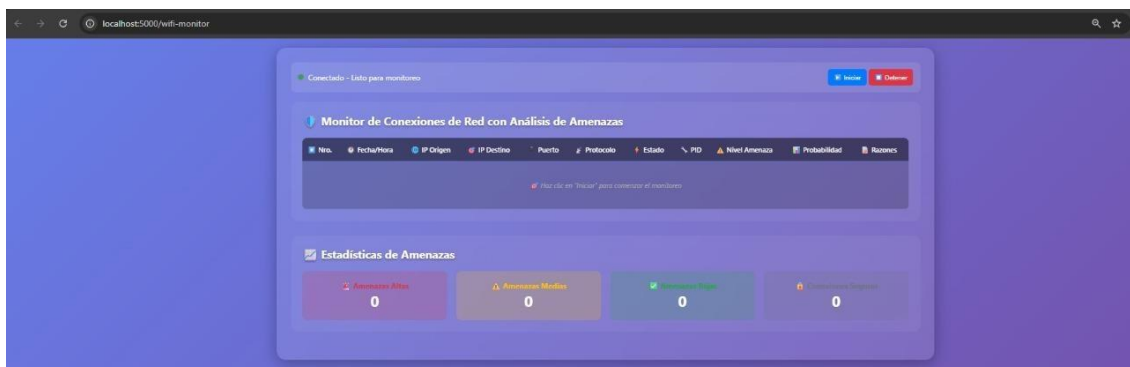 localhost:5000/wifi-monitor
Conectado - Listo para monitoreo
Iniciar
Detener
Monitor de Conexiones de Red con Análisis de Amenazas
Nro. Fecha/Hora IP Origen IP Destino Puerto Protocolo Estado PID Nivel Amenaza Probabilidad Razones
Haz clic en 'Iniciar' para comenzar el monitoreo
Estadísticas de Amenazas
Amenazas Altas
0
Amenazas Medias
0
Amenazas Bajas
0
Conexiones Seguras
0